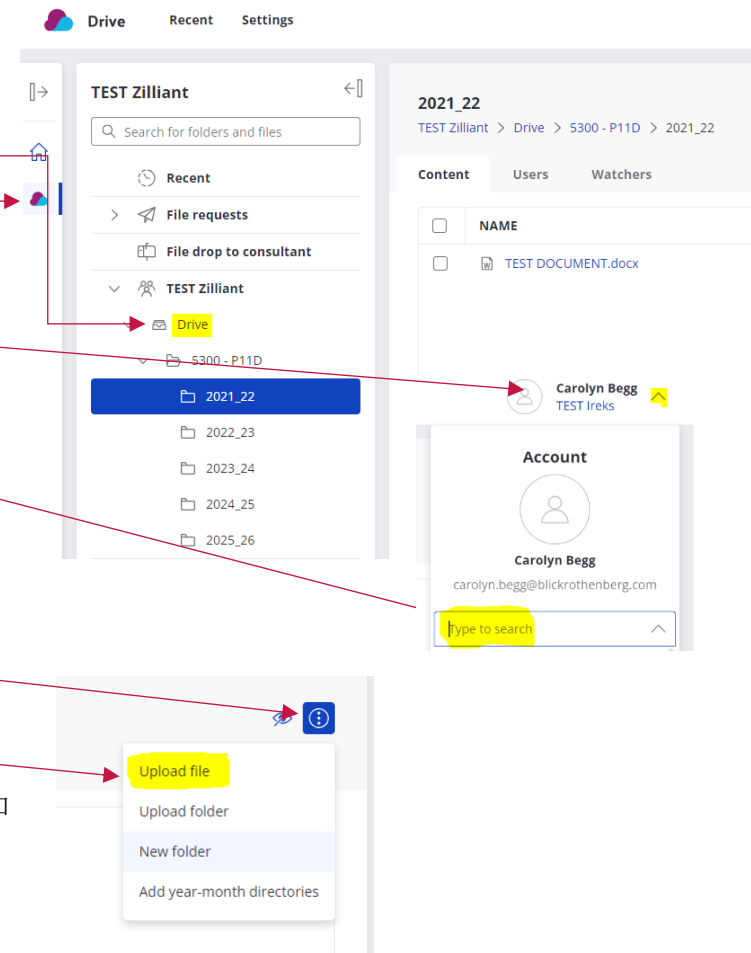 Drive Recent Settings
TEST Zilliant
Search for folders and files
Recent
File requests
File drop to consultant
TEST Zilliant
Drive
5300 - P11D
2021_22
2022_23
2023_24
2024_25
2025_26
2021_22
TEST Zilliant > Drive > 5300 - P11D > 2021_22
Content Users Watchers
NAME
TEST DOCUMENT.docx
Carolyn Begg
TEST Ireks
Account
Carolyn Begg
carolyn.begg@blickrothenberg.com
Type to search
Upload file
Upload folder
New folder
Add year-month directories